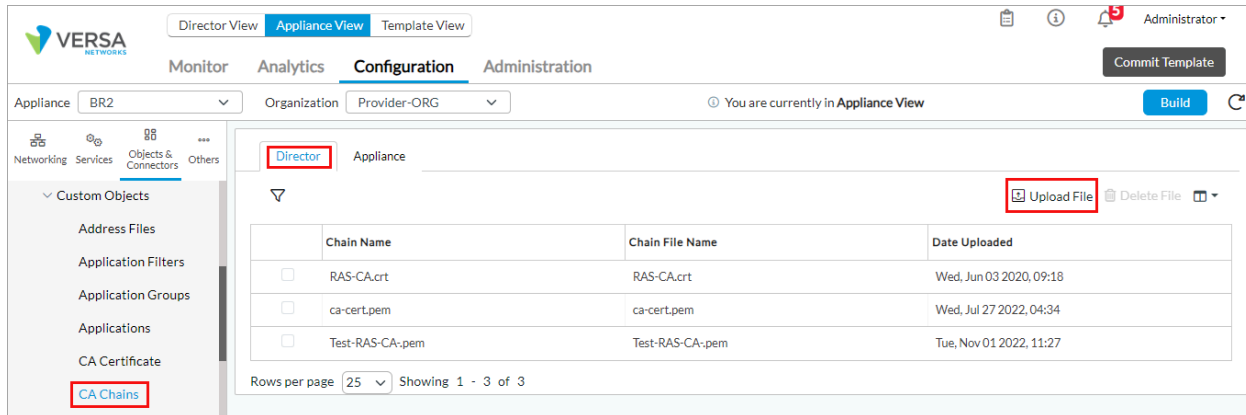 VERSA
NETWORKS
Director View Appliance View Template View
5
Administrator
Monitor Analytics Configuration Administration
Commit Template
Appliance BR2 Organization Provider-ORG You are currently in Appliance View Build
Networking Services Objects & Connectors Others
Director Appliance
Custom Objects
Upload File Delete File
Address Files
Chain Name Chain File Name Date Uploaded
Application Filters
RAS-CA.crt RAS-CA.crt Wed, Jun 03 2020, 09:18
Application Groups
ca-cert.pem ca-cert.pem Wed, Jul 27 2022, 04:34
Applications
Test-RAS-CA-.pem Test-RAS-CA-.pem Tue, Nov 01 2022, 11:27
CA Certificate
Rows per page 25 Showing 1 - 3 of 3
CA Chains